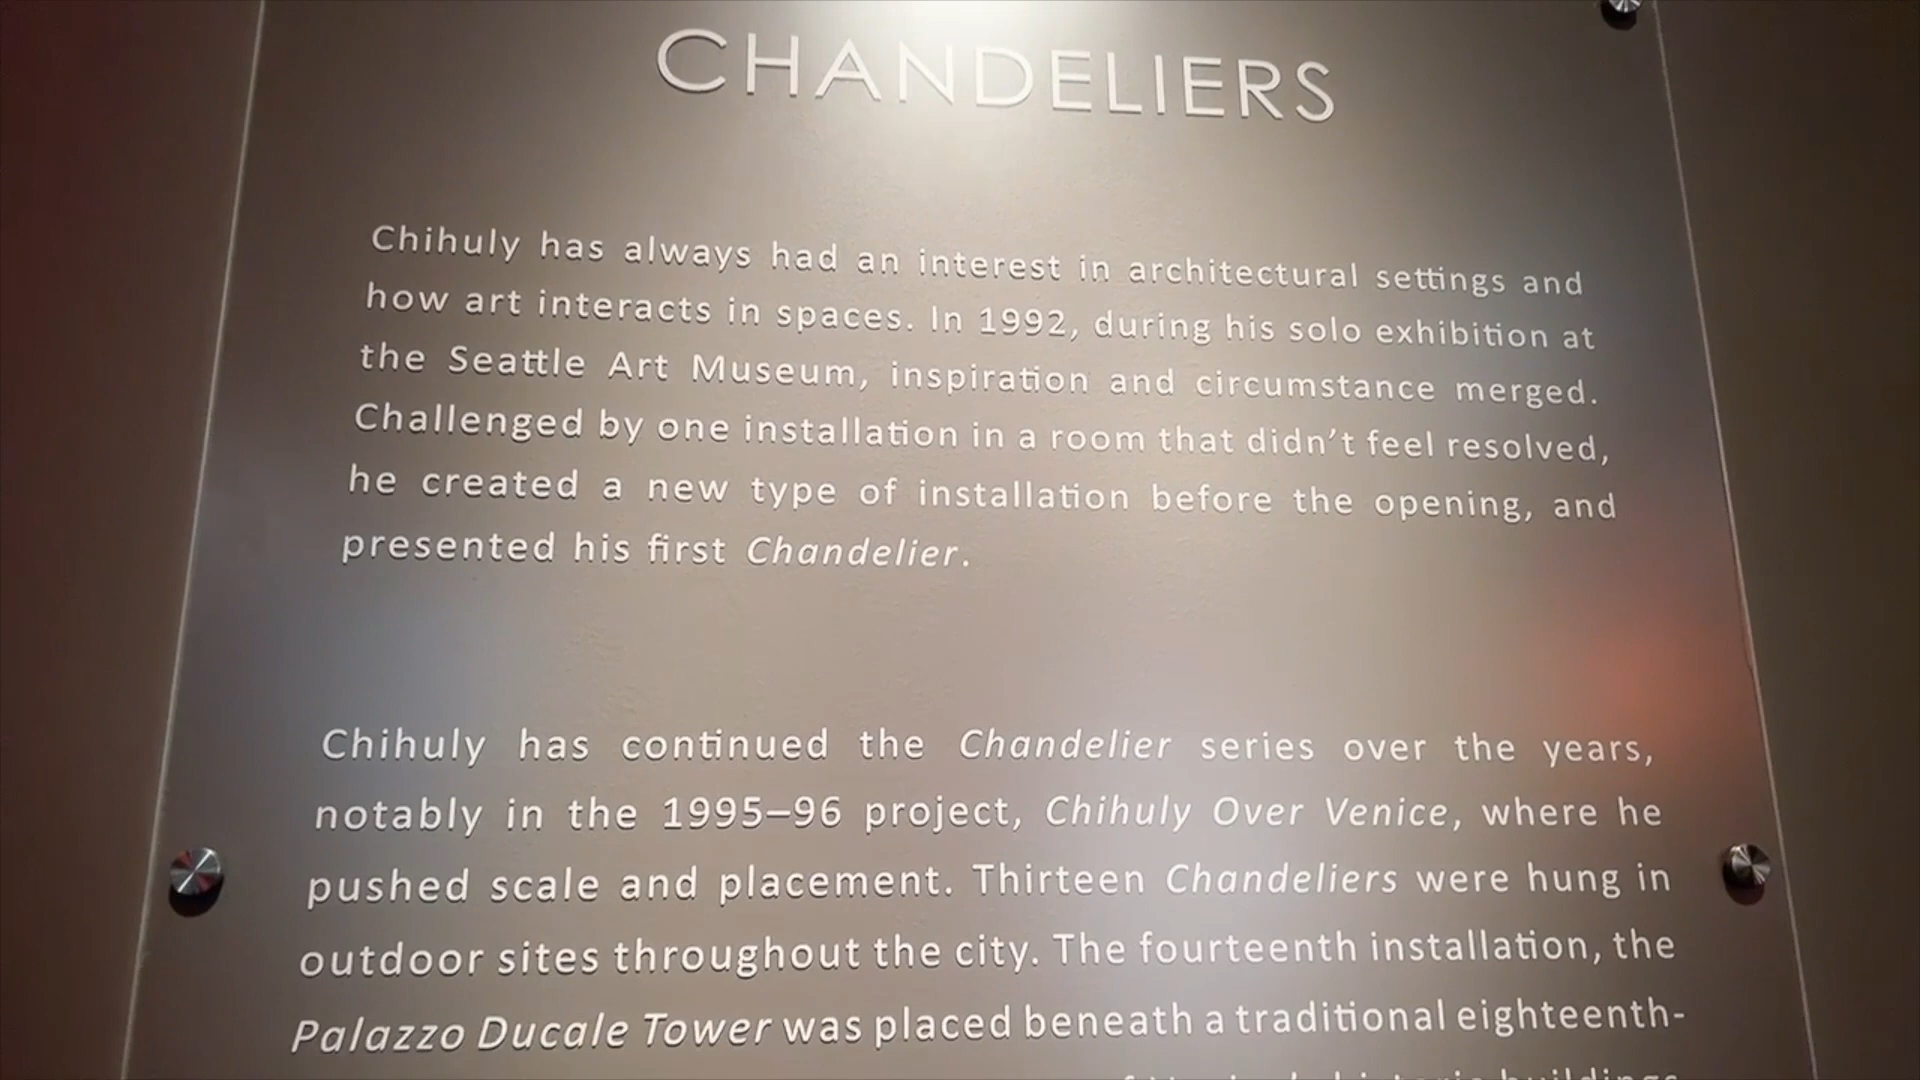 CHANDELIERS
Chihuly has always had an interest in architectural settings and
how art interacts in spaces. In 1992, during his solo exhibition at
the Seattle Art Museum, inspiration and circumstance merged.
Challenged by one installation in a room that didn’t feel resolved,
he created a new type of installation before the opening, and
presented his first Chandelier.
Chihuly has continued the Chandelier series over the years,
notably in the 1995–96 project, Chihuly Over Venice, where he
pushed scale and placement. Thirteen Chandeliers were hung in
outdoor sites throughout the city. The fourteenth installation, the
Palazzo Ducale Tower was placed beneath a traditional eighteenth-
historic buildings